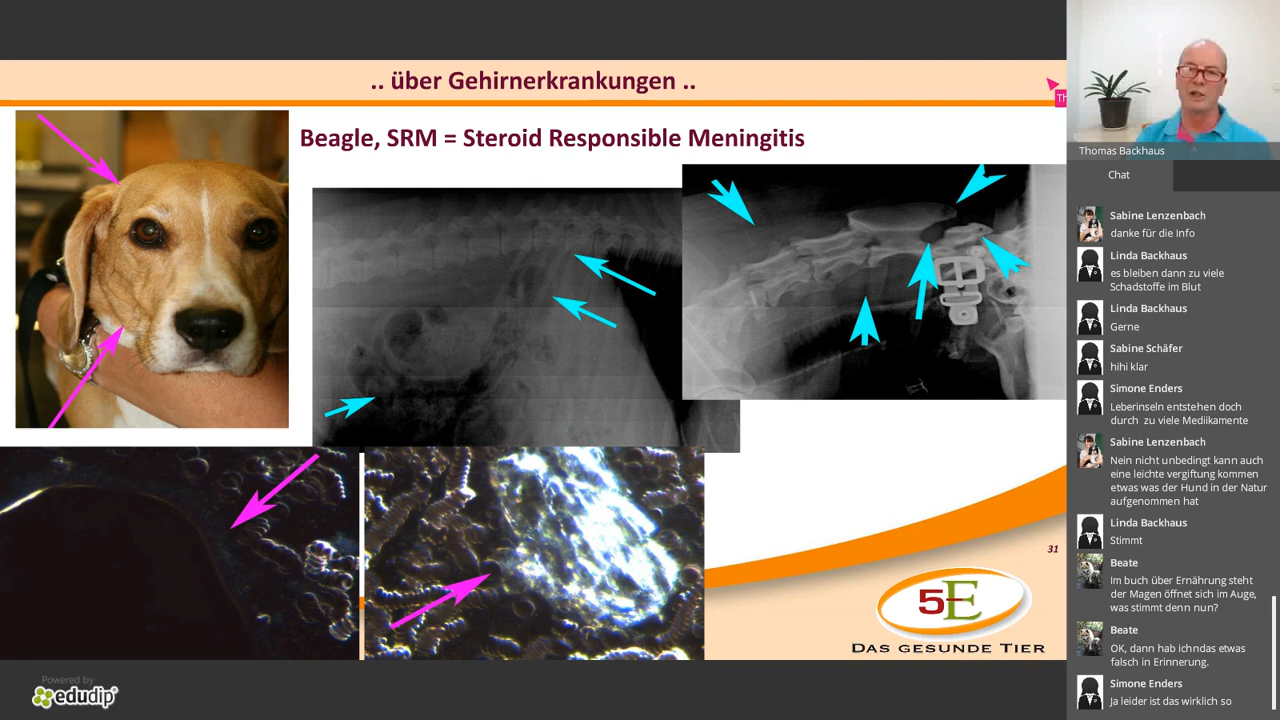 .. über Gehirnerkrankungen ..
Th
Beagle, SRM = Steroid Responsible Meningitis
31
5E
DAS GESUNDE TIER
Powered by
edudip
Thomas Backhaus
Chat
Sabine Lenzenbach
danke für die Info
Linda Backhaus
es bleiben dann zu viele
Schadstoffe im Blut
Linda Backhaus
Gerne
Sabine Schäfer
hihi klar
Simone Enders
Leberinseln entstehen doch
durch zu viele Mediikamente
Sabine Lenzenbach
Nein nicht unbedingt kann auch
eine leichte vergiftung kommen
etwas was der Hund in der Natur
aufgenommen hat
Linda Backhaus
Stimmt
Beate
Im buch über Ernährung steht
der Magen öffnet sich im Auge,
was stimmt denn nun?
Beate
OK, dann hab ichndas etwas
falsch in Erinnerung.
Simone Enders
Ja leider ist das wirklich so